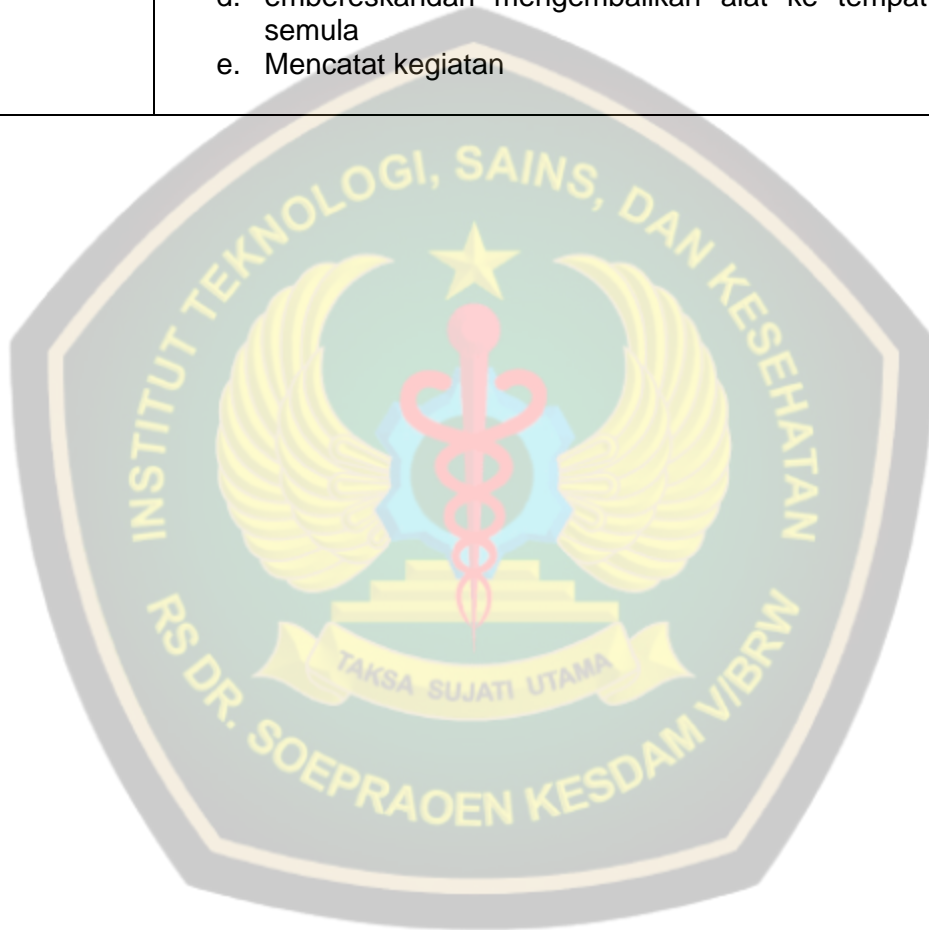 d. embereskandan mengembalikan alat ke tempat
semula
e. Mencatat kegiatan
INSTITUT TEKNOLOGI, SAINS, DAN KESEHATAN
TAKSA SUJATI UTAMA
RS DR. SOEPRAOEN KESDAM V/BRW